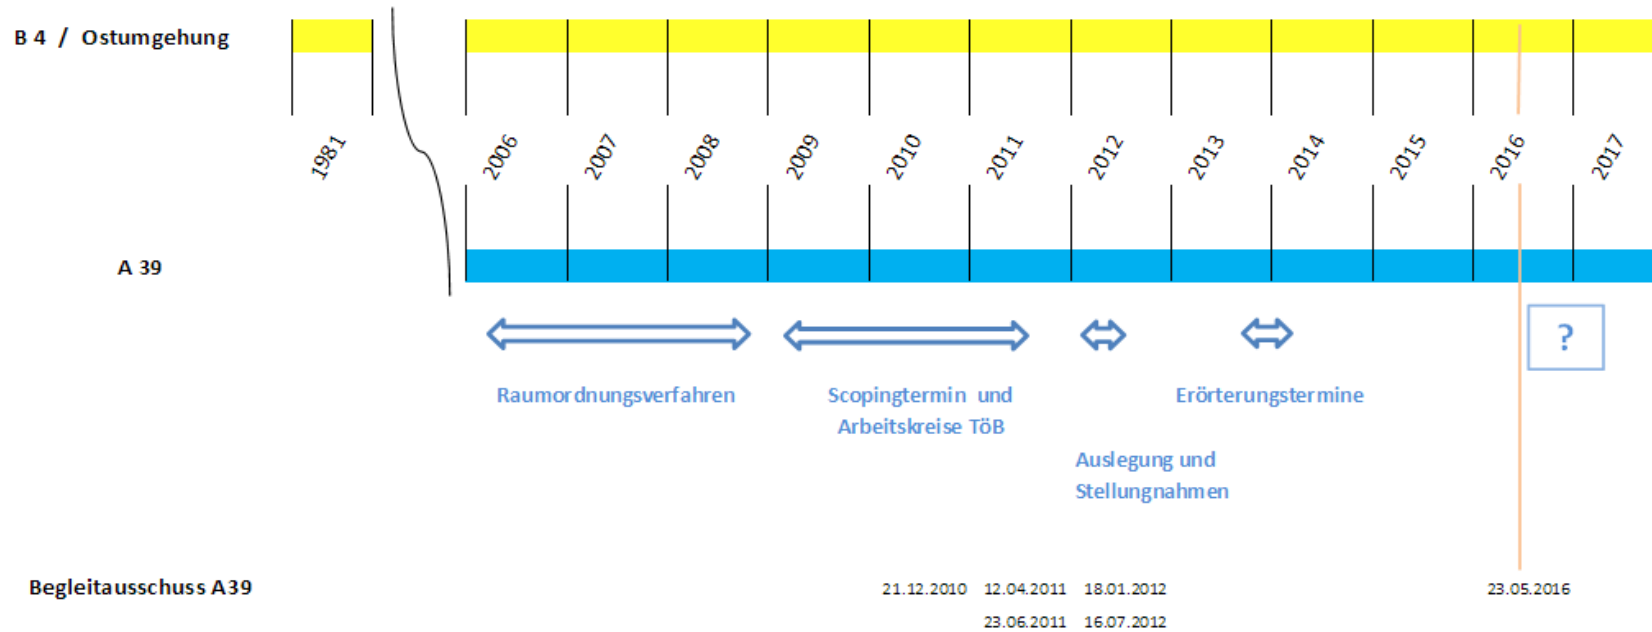 B 4 / Ostumgehung
1981
2006
2007
2008
2009
2010
2011
2012
2013
2014
2015
2016
2017
A 39
?
Raumordnungsverfahren
Scopingtermin und
Arbeitskreise TöB
Erörterungstermine
Auslegung und
Stellungnahmen
Begleitausschuss A39
21.12.2010 12.04.2011 18.01.2012 23.05.2016
23.06.2011 16.07.2012